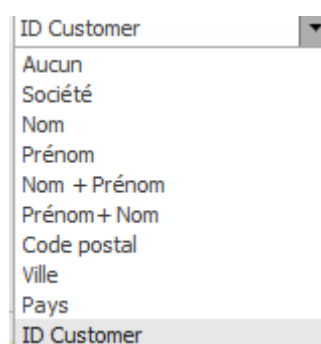 ID Customer
Aucun
Société
Nom
Prénom
Nom + Prénom
Prénom+ Nom
Code postal
Ville
Pays
ID Customer